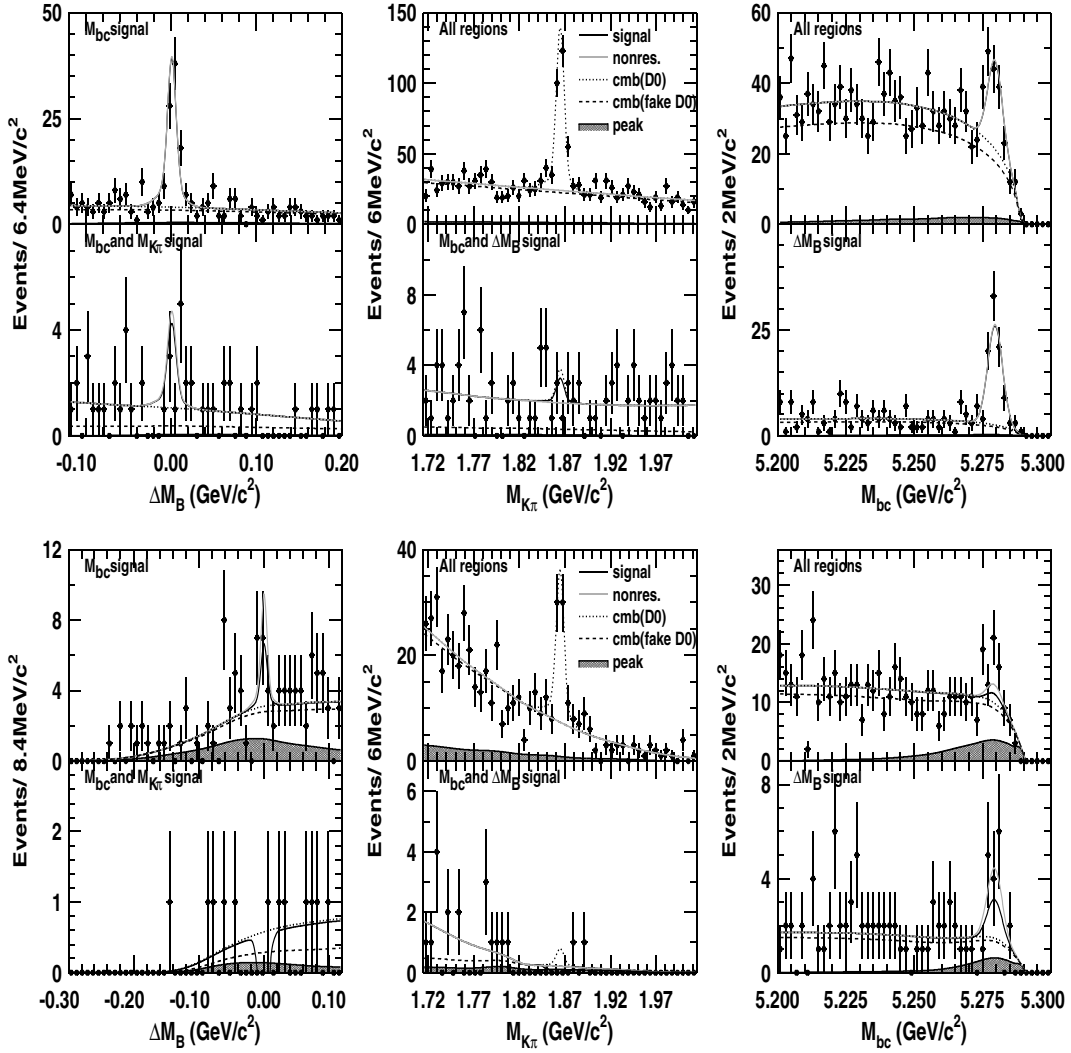 M_bc signal
All regions
signal
nonres.
cmb(D0)
cmb(fake D0)
peak
All regions
Events/ 6.4MeV/c²
Events/ 6MeV/c²
Events/ 2MeV/c²
50
25
0
150
100
50
0
60
40
20
0
M_bc and M_Kπ signal
M_bc and ΔM_B signal
ΔM_B signal
4
0
8
4
2
0
25
0
-0.10 0.00 0.10 0.20
1.72 1.77 1.82 1.87 1.92 1.97
5.200 5.225 5.250 5.275 5.300
ΔM_B (GeV/c²)
M_Kπ (GeV/c²)
M_bc (GeV/c²)
M_bc signal
All regions
signal
nonres.
cmb(D0)
cmb(fake D0)
peak
All regions
Events/ 8.4MeV/c²
Events/ 6MeV/c²
Events/ 2MeV/c²
12
8
4
0
40
20
10
0
30
20
10
0
M_bc and M_Kπ signal
M_bc and ΔM_B signal
ΔM_B signal
2
1
0
6
4
2
0
8
4
2
0
-0.30 -0.20 -0.10 0.00 0.10
1.72 1.77 1.82 1.87 1.92 1.97
5.200 5.225 5.250 5.275 5.300
ΔM_B (GeV/c²)
M_Kπ (GeV/c²)
M_bc (GeV/c²)